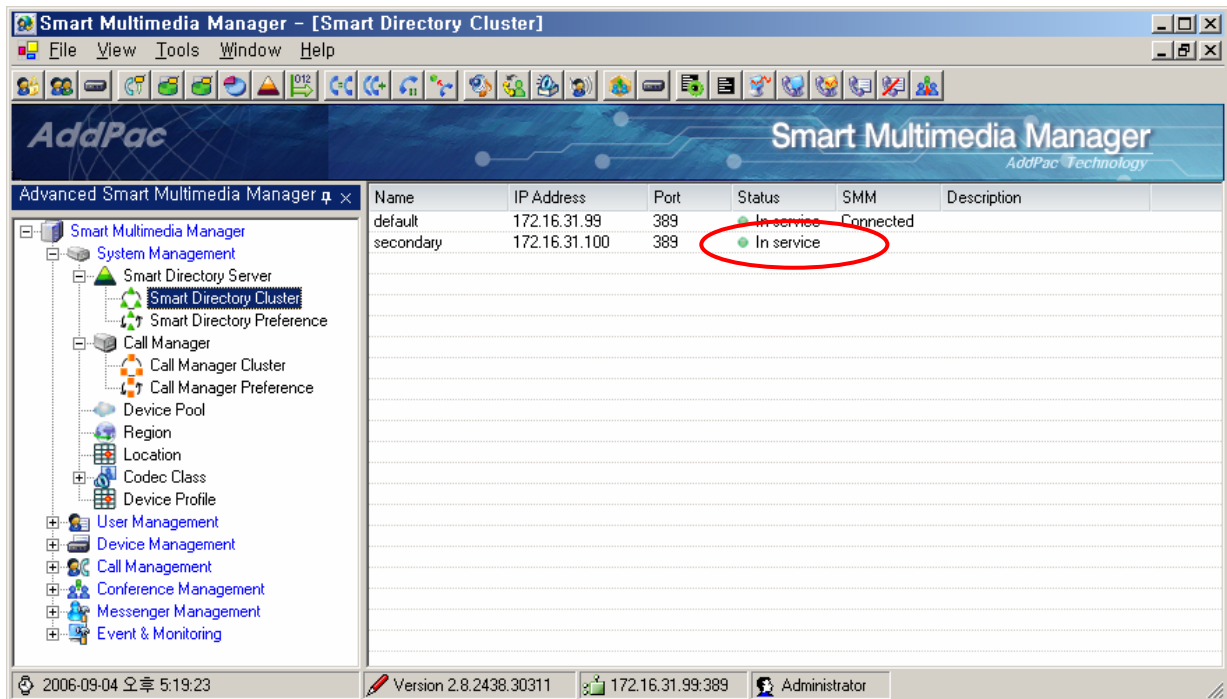 Smart Multimedia Manager - [Smart Directory Cluster]
File View Tools Window Help
012
AddPac
Smart Multimedia Manager
AddPac Technology
Advanced Smart Multimedia Manager
Name IP Address Port Status SMM Description
default 172.16.31.99 389 In service Connected
secondary 172.16.31.100 389 In service
Smart Multimedia Manager
System Management
Smart Directory Server
Smart Directory Cluster
Smart Directory Preference
Call Manager
Call Manager Cluster
Call Manager Preference
Device Pool
Region
Location
Codec Class
Device Profile
User Management
Device Management
Call Management
Conference Management
Messenger Management
Event & Monitoring
2006-09-04 오후 5:19:23 Version 2.8.2438.30311 172.16.31.99:389 Administrator